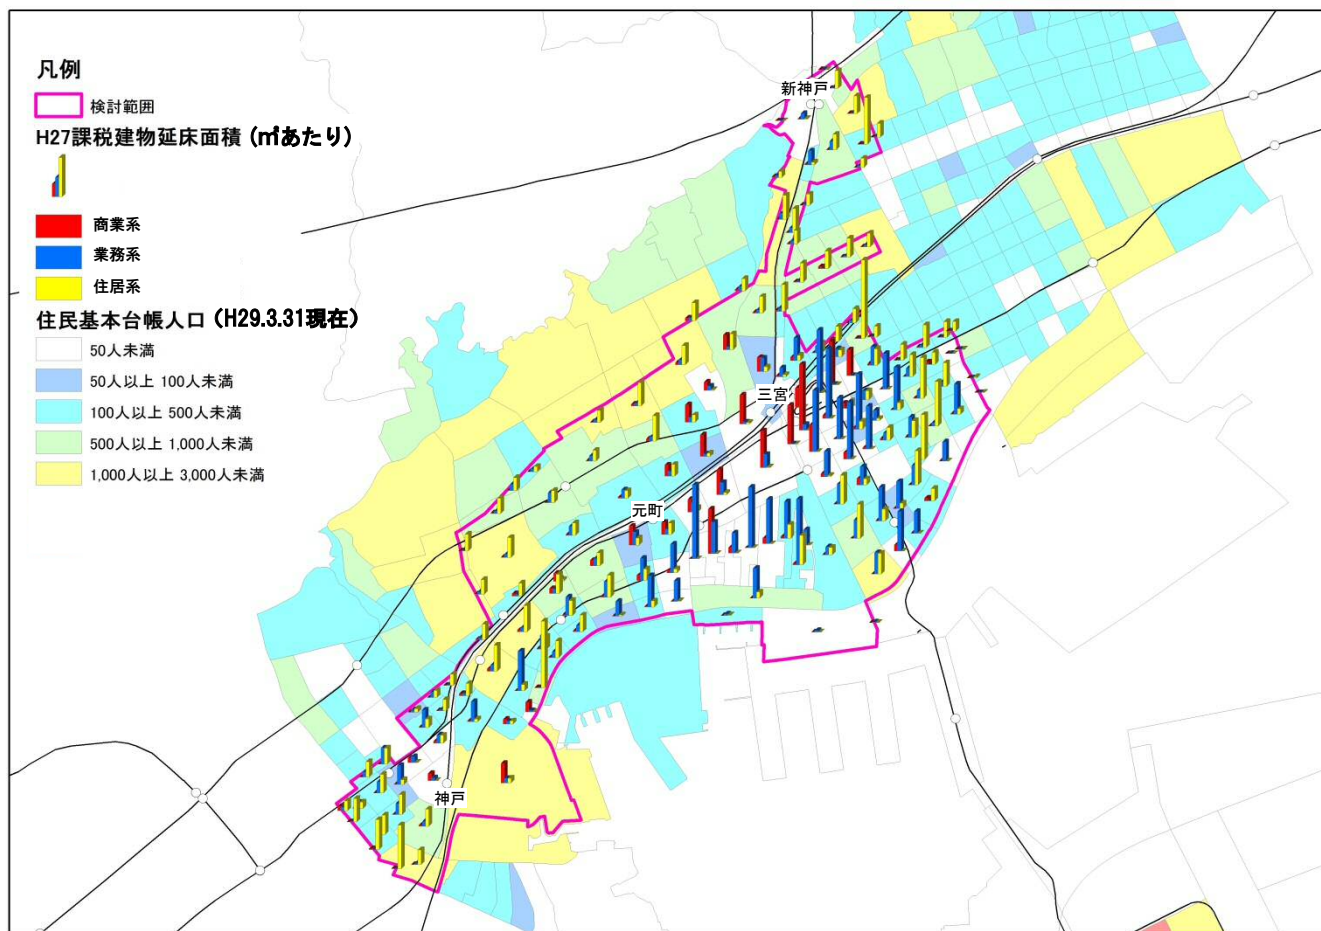 凡例
検討範囲
H27課税建物延床面積 (㎡あたり)
商業系
業務系
住居系
住民基本台帳人口 (H29.3.31現在)
50人未満
50人以上 100人未満
100人以上 500人未満
500人以上 1,000人未満
1,000人以上 3,000人未満
新神戸
三宮
元町
神戸